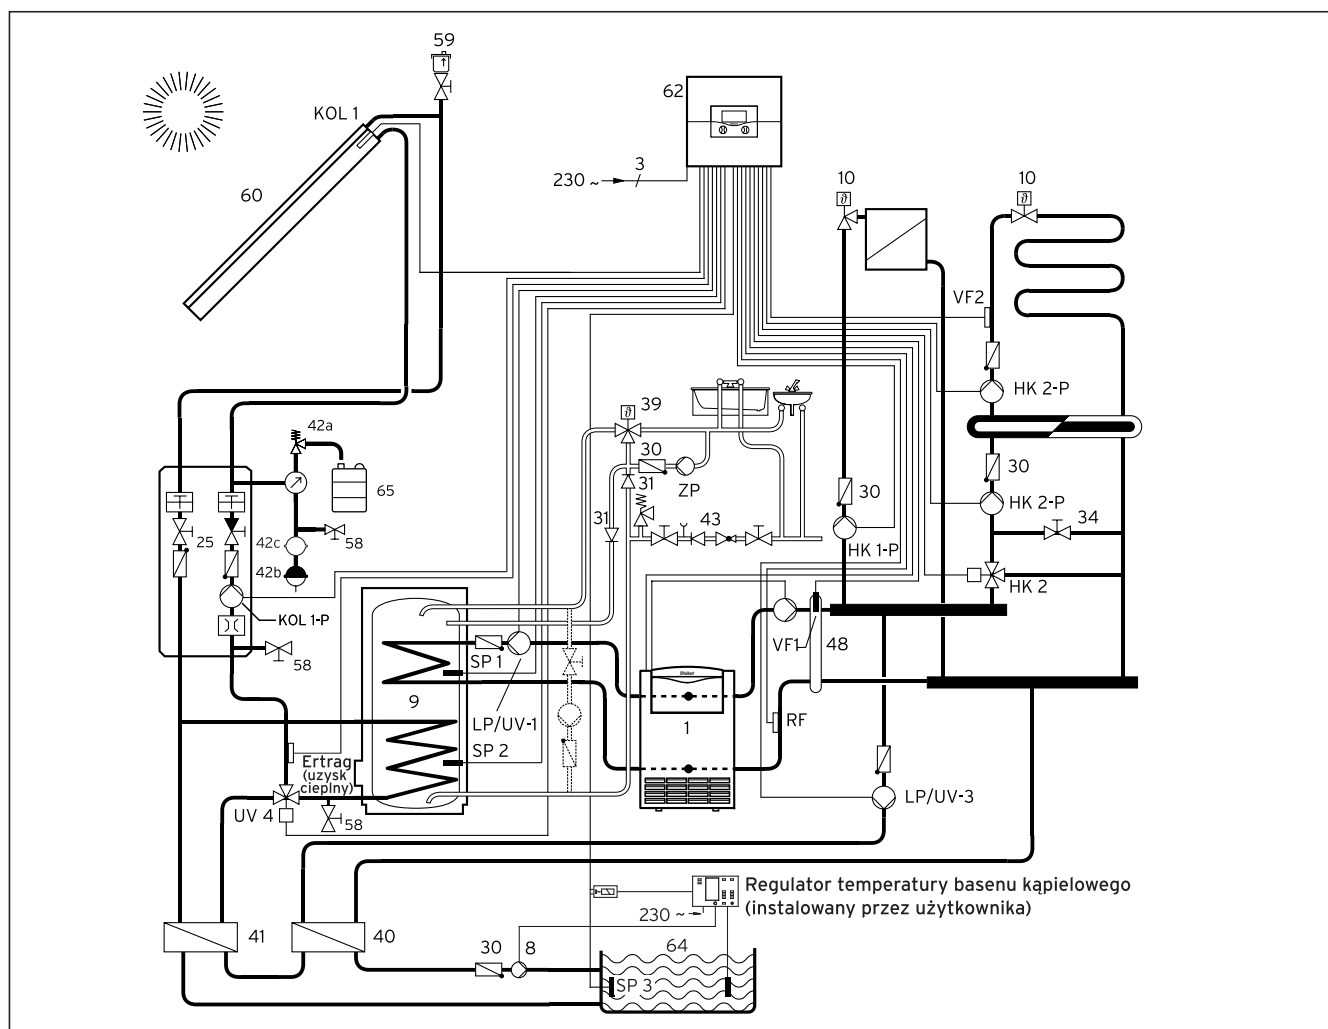 59
62
KOL 1
3
230 ~
10
10
60
VF2
HK 2-P
42a
39
30
ZP
65
31
30
30
HK 2-P
25
58
31
43
34
42c
HK 1-P
42b
HK 2
KOL 1-P
58
SP 1
VF1
48
9
LP/UV-1
1
RF
SP 2
Ertrag
(uzysk
cieplny)
UV 4
58
LP/UV-3
Regulator temperatury basenu kąpielowego
(instalowany przez użytkownika)
230 ~
41
40
30
8
64
SP 3